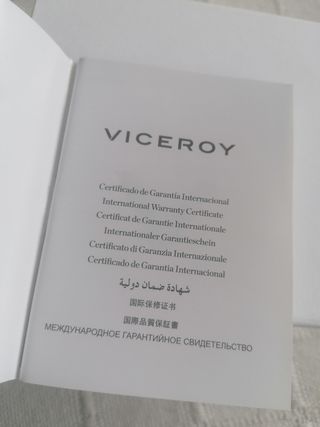 VICEROY
Certificado de Garantía Internacional
International Warranty Certificate
Certificat de Garantie Internationale
Internationaler Garantieschein
Certificato di Garanzia Internazionale
Certificado de Garantia Internacional
شهادة ضمان دولية
国际保修证书
国際品質保証書
МЕЖДУНАРОДНОЕ ГАРАНТИЙНОЕ СВИДЕТЕЛЬСТВО